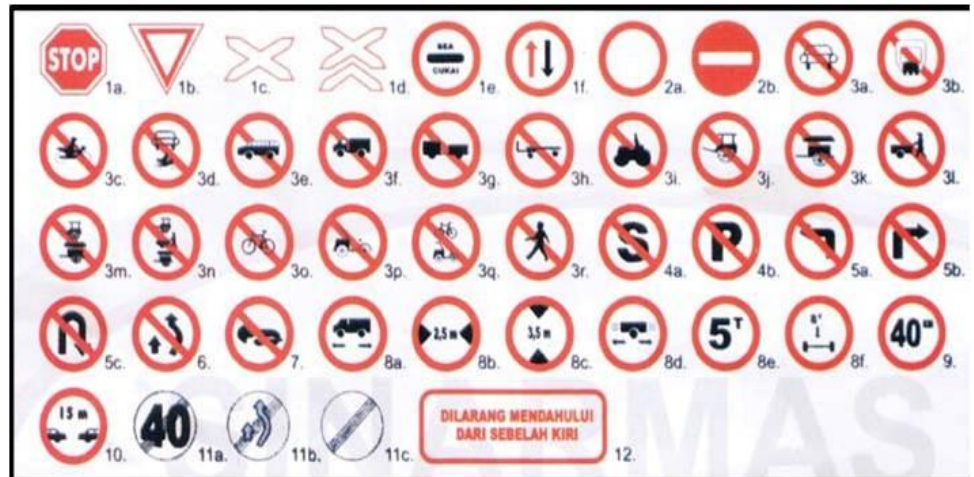 STOP
BEA
CUKAI
1a. 1b. 1c. 1d. 1e. 1f. 2a. 2b. 3a. 3b.
3c. 3d. 3e. 3f. 3g. 3h. 3i. 3j. 3k. 3l.
S P
3m. 3n 3o. 3p. 3q. 3r. 4a. 4b. 5a. 5b.
2,5 m 3,5 m 5 T 40
5c. 6. 7. 8a. 8b. 8c. 8d. 8e. 8f. 9.
15 m 40
DILARANG MENDAHULUI
DARI SEBELAH KIRI
10. 11a. 11b. 11c. 12.
SINARMAS